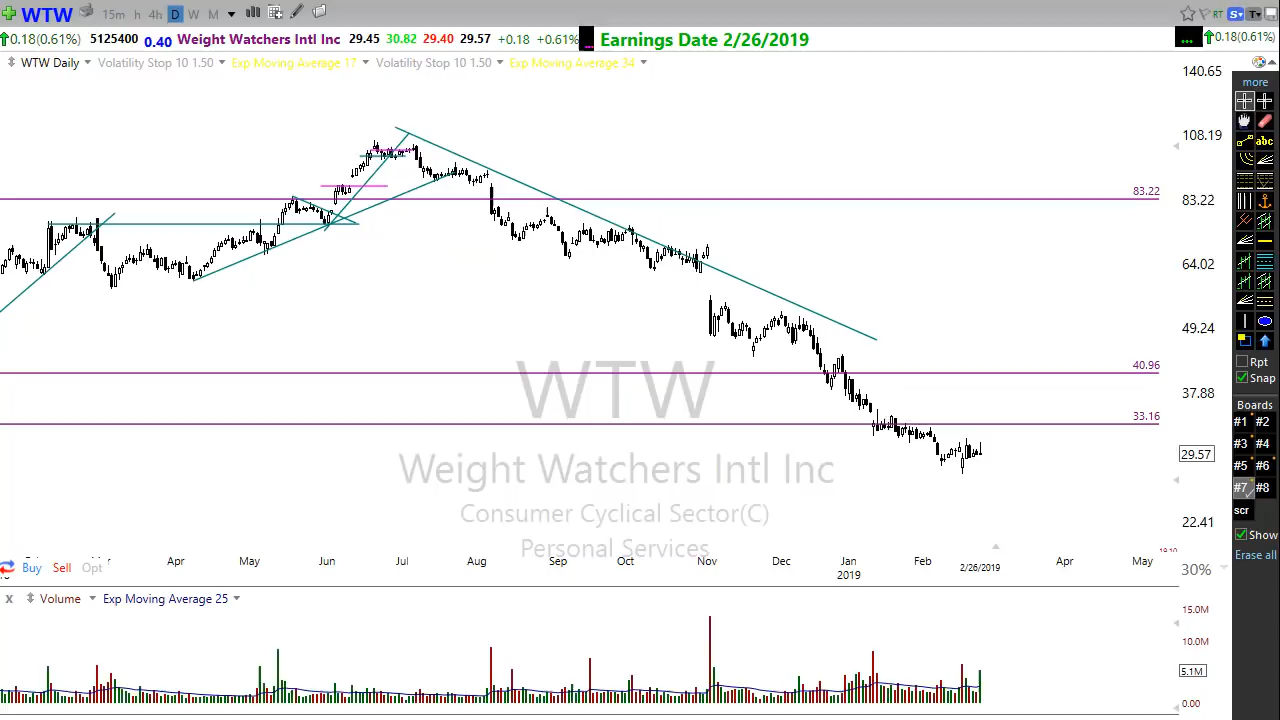 WTW 15m h 4h D W M RT S T
0.18(0.61%) 5125400 0.40 Weight Watchers Intl Inc 29.45 30.82 29.40 29.57 +0.18 +0.61% ... Earnings Date 2/26/2019 ... 0.18(0.61%)
WTW Daily Volatility Stop 10 1.50 Exp Moving Average 17 Volatility Stop 10 1.50 Exp Moving Average 34
140.65
more
108.19
abc
83.22
83.22
64.02
49.24
40.96
Rpt
WTW
Snap
37.88
Boards
33.16
#1 #2
#3 #4
29.57
Weight Watchers Intl Inc
#5 #6
#7 #8
Consumer Cyclical Sector(C)
scr
22.41
Show
Personal Services
Erase all
Apr May Jun Jul Aug Sep Oct Nov Dec Jan Feb 2/26/2019 Apr May
2019
Buy Sell Opt
30%
x Volume Exp Moving Average 25
15.0M
10.0M
5.1M
0.00